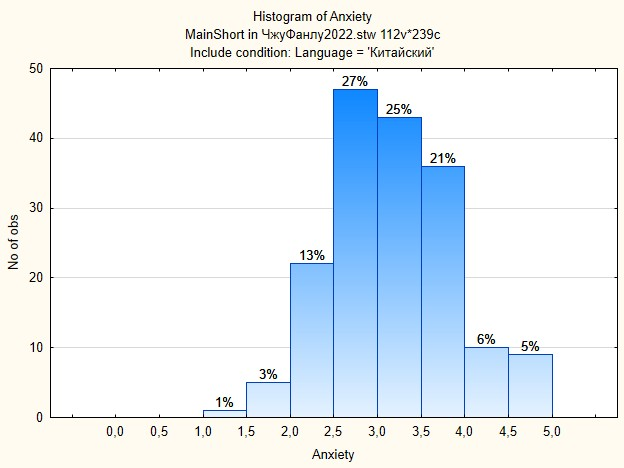 Histogram of Anxiety
MainShort in ЧжуФанлу2022.stw 112v*239c
Include condition: Language = 'Китайский'
50
40
30
20
10
0
No of obs
1%
3%
13%
27%
25%
21%
6%
5%
0,0 0,5 1,0 1,5 2,0 2,5 3,0 3,5 4,0 4,5 5,0
Anxiety